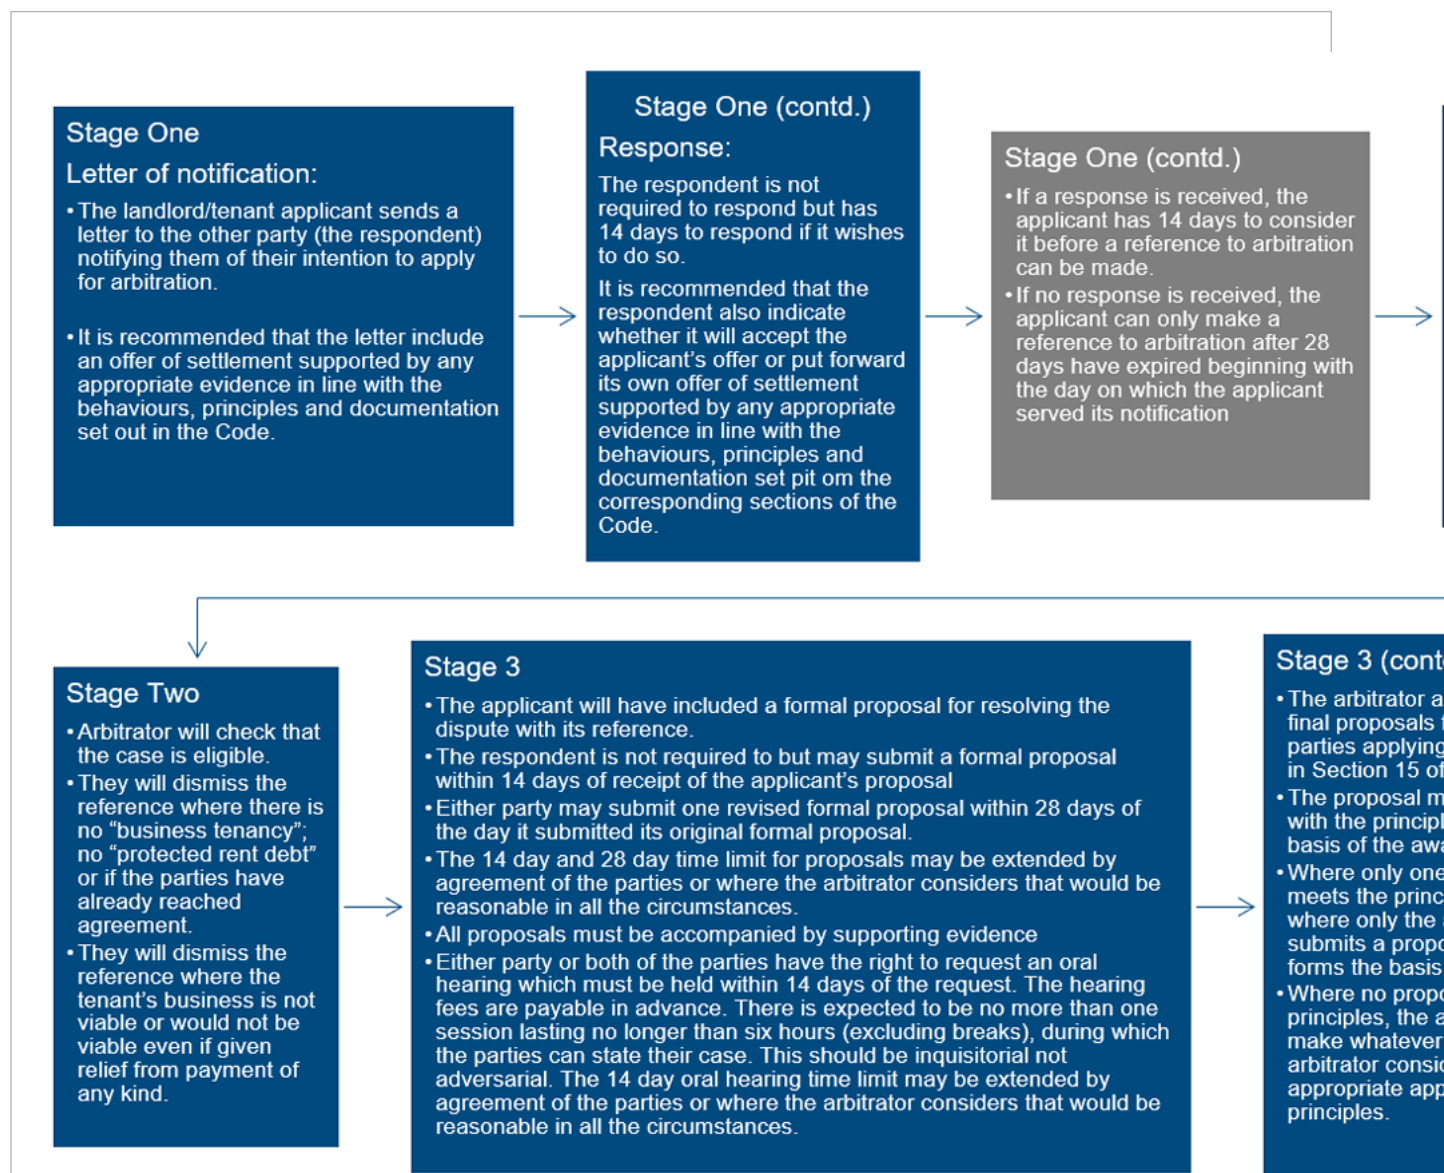 Stage One
Letter of notification:
•The landlord/tenant applicant sends a
letter to the other party (the respondent)
notifying them of their intention to apply
for arbitration.
•It is recommended that the letter include
an offer of settlement supported by any
appropriate evidence in line with the
behaviours, principles and documentation
set out in the Code.
Stage One (contd.)
Response:
The respondent is not
required to respond but has
14 days to respond if it wishes
to do so.
It is recommended that the
respondent also indicate
whether it will accept the
applicant's offer or put forward
its own offer of settlement
supported by any appropriate
evidence in line with the
behaviours, principles and
documentation set pit om the
corresponding sections of the
Code.
Stage One (contd.)
•If a response is received, the
applicant has 14 days to consider
it before a reference to arbitration
can be made.
•If no response is received, the
applicant can only make a
reference to arbitration after 28
days have expired beginning with
the day on which the applicant
served its notification
Stage Two
•Arbitrator will check that
the case is eligible.
•They will dismiss the
reference where there is
no “business tenancy”;
no “protected rent debt”
or if the parties have
already reached
agreement.
•They will dismiss the
reference where the
tenant's business is not
viable or would not be
viable even if given
relief from payment of
any kind.
Stage 3
•The applicant will have included a formal proposal for resolving the
dispute with its reference.
•The respondent is not required to but may submit a formal proposal
within 14 days of receipt of the applicant's proposal
•Either party may submit one revised formal proposal within 28 days of
the day it submitted its original formal proposal.
•The 14 day and 28 day time limit for proposals may be extended by
agreement of the parties or where the arbitrator considers that would be
reasonable in all the circumstances.
•All proposals must be accompanied by supporting evidence
•Either party or both of the parties have the right to request an oral
hearing which must be held within 14 days of the request. The hearing
fees are payable in advance. There is expected to be no more than one
session lasting no longer than six hours (excluding breaks), during which
the parties can state their case. This should be inquisitorial not
adversarial. The 14 day oral hearing time limit may be extended by
agreement of the parties or where the arbitrator considers that would be
reasonable in all the circumstances.
Stage 3
•The arbitrator
final proposals
parties applying
in Section 15 of
•The proposal
with the
basis of the
•Where only one
meets the
where only the
submits a
forms the basis
•Where no
principles, the
make whatever
arbitrator
appropriate
principles.